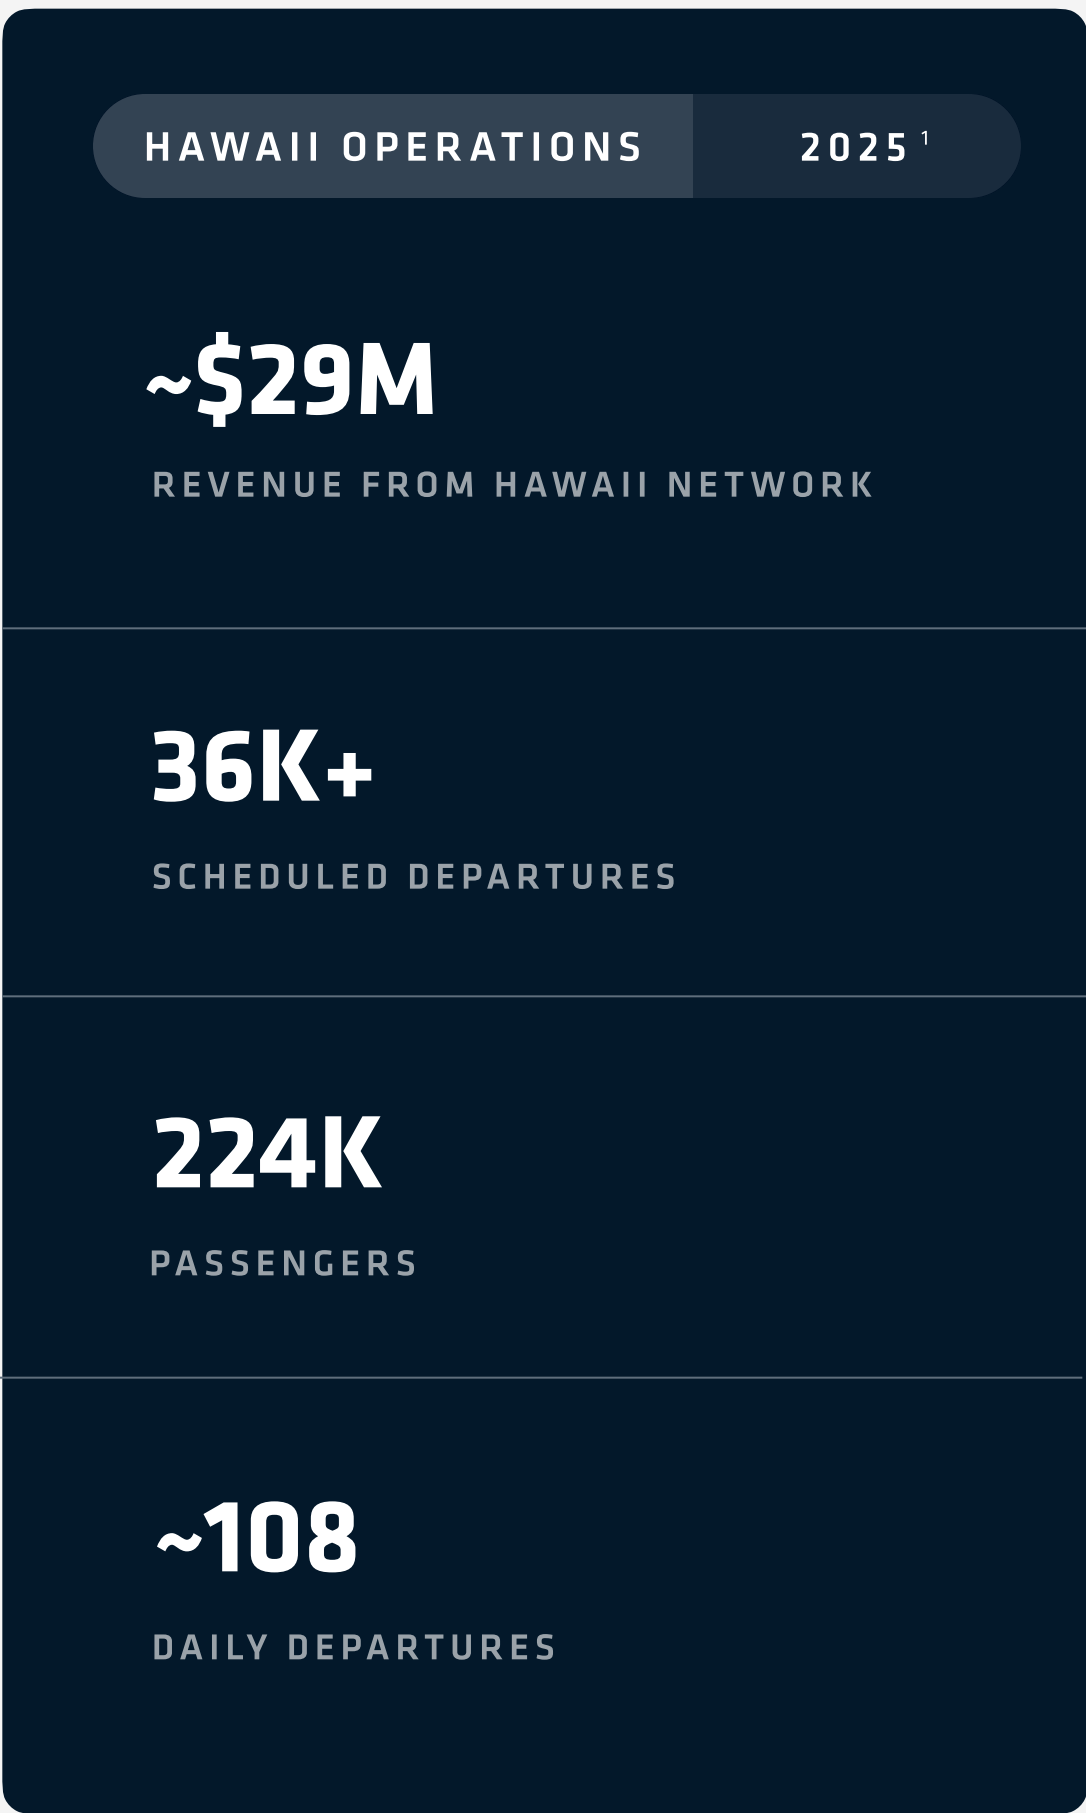 HAWAII OPERATIONS 2025 ¹
~$29M
REVENUE FROM HAWAII NETWORK
36K+
SCHEDULED DEPARTURES
224K
PASSENGERS
~108
DAILY DEPARTURES